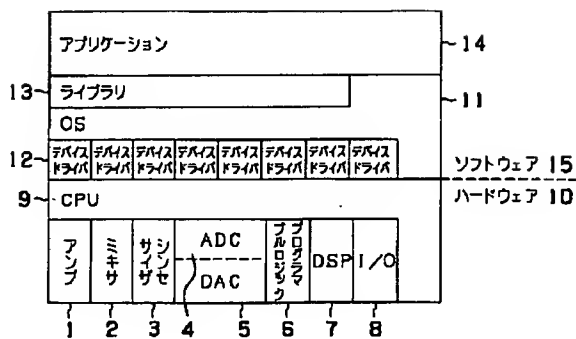 アプリケーション
14
13
ライブラリ
11
OS
12
デバイスドライバ
デバイスドライバ
デバイスドライバ
デバイスドライバ
デバイスドライバ
デバイスドライバ
デバイスドライバ
デバイスドライバ
ソフトウェア 15
9
CPU
ハードウェア 10
アンプ
ミキサ
シンセサイザ
ADC
DAC
プログラマブルロジック
DSP
I/O
1
2
3
4
5
6
7
8